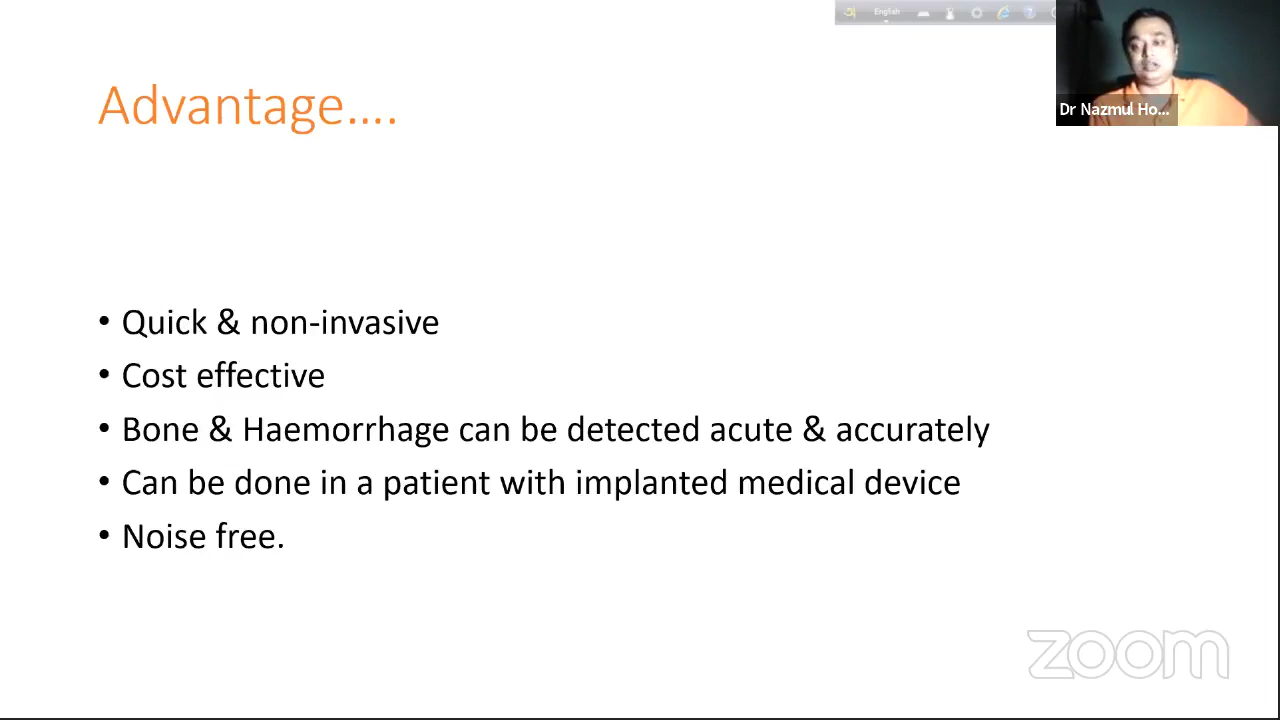 English
Dr Nazmul Ho...
Advantage....
• Quick & non-invasive
• Cost effective
• Bone & Haemorrhage can be detected acute & accurately
• Can be done in a patient with implanted medical device
• Noise free.
zoom